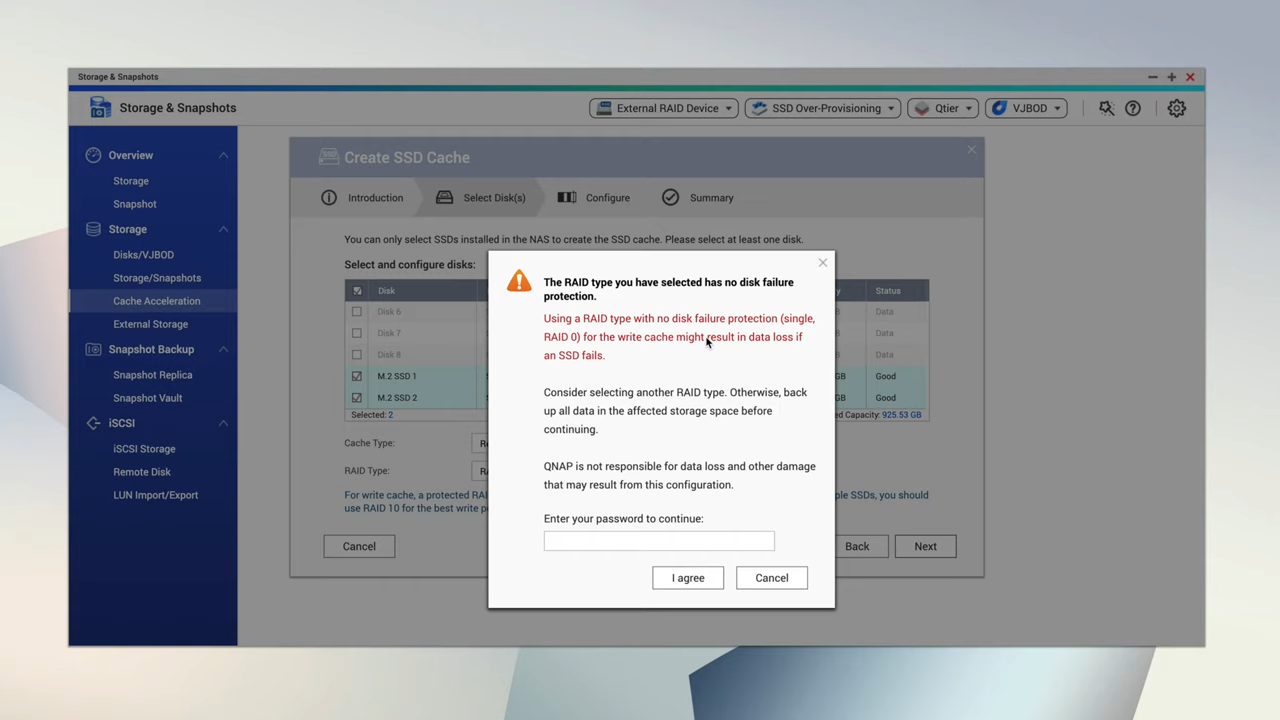 Storage & Snapshots
Storage & Snapshots
External RAID Device
SSD Over-Provisioning
Qtier
VJBOD
Overview
Storage
Snapshot
Storage
Disks/VJBOD
Storage/Snapshots
Cache Acceleration
External Storage
Snapshot Backup
Snapshot Replica
Snapshot Vault
iSCSI
iSCSI Storage
Remote Disk
LUN Import/Export
Create SSD Cache
Introduction
Select Disk(s)
Configure
Summary
You can only select SSDs installed in the NAS to create the SSD cache. Please select at least one disk.
Select and configure disks:
Disk
Status
Disk 6
Data
Disk 7
Data
Disk 8
Data
M.2 SSD 1
GB
Good
M.2 SSD 2
GB
Good
Selected: 2
Capacity: 925.53 GB
Cache Type:
RAID Type:
For write cache, a protected RAI
ple SSDs, you should
use RAID 10 for the best write pe
Cancel
Back
Next
The RAID type you have selected has no disk failure
protection.
Using a RAID type with no disk failure protection (single,
RAID 0) for the write cache might result in data loss if
an SSD fails.
Consider selecting another RAID type. Otherwise, back
up all data in the affected storage space before
continuing.
QNAP is not responsible for data loss and other damage
that may result from this configuration.
Enter your password to continue:
I agree
Cancel